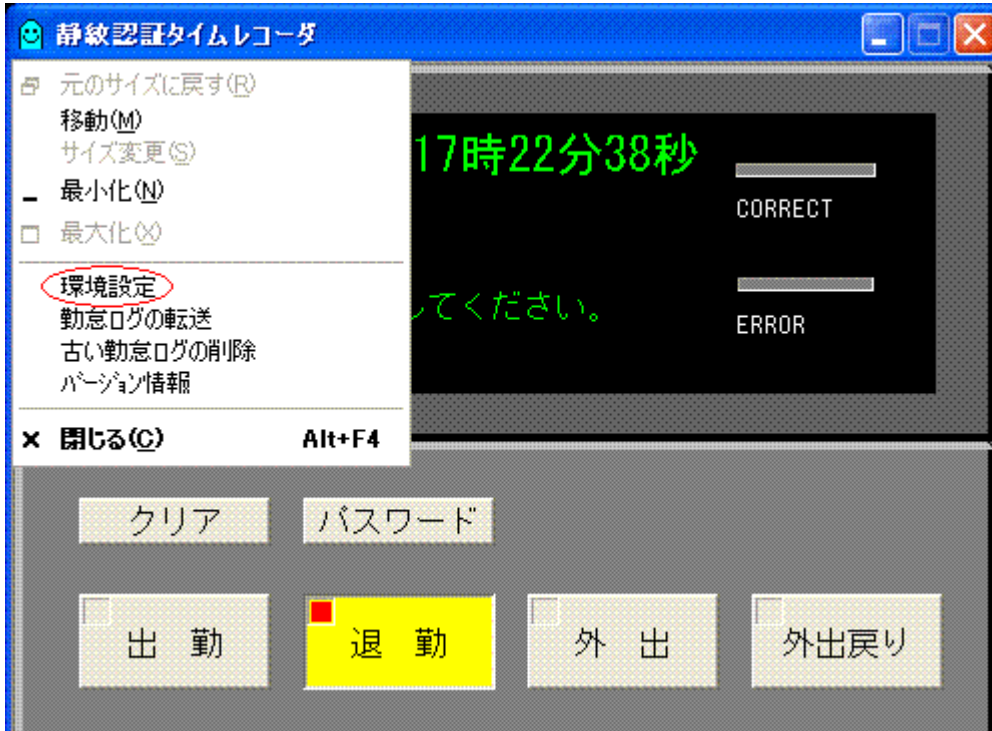 静紋認証タイムレコーダ
元のサイズに戻す(R)
移動(M)
サイズ変更(S)
最小化(N)
最大化(X)
環境設定
勤怠ログの転送
古い勤怠ログの削除
バージョン情報
閉じる(C) Alt+F4
17時22分38秒
CORRECT
してください。
ERROR
クリア パスワード
出 勤 退 勤 外 出 外出戻り